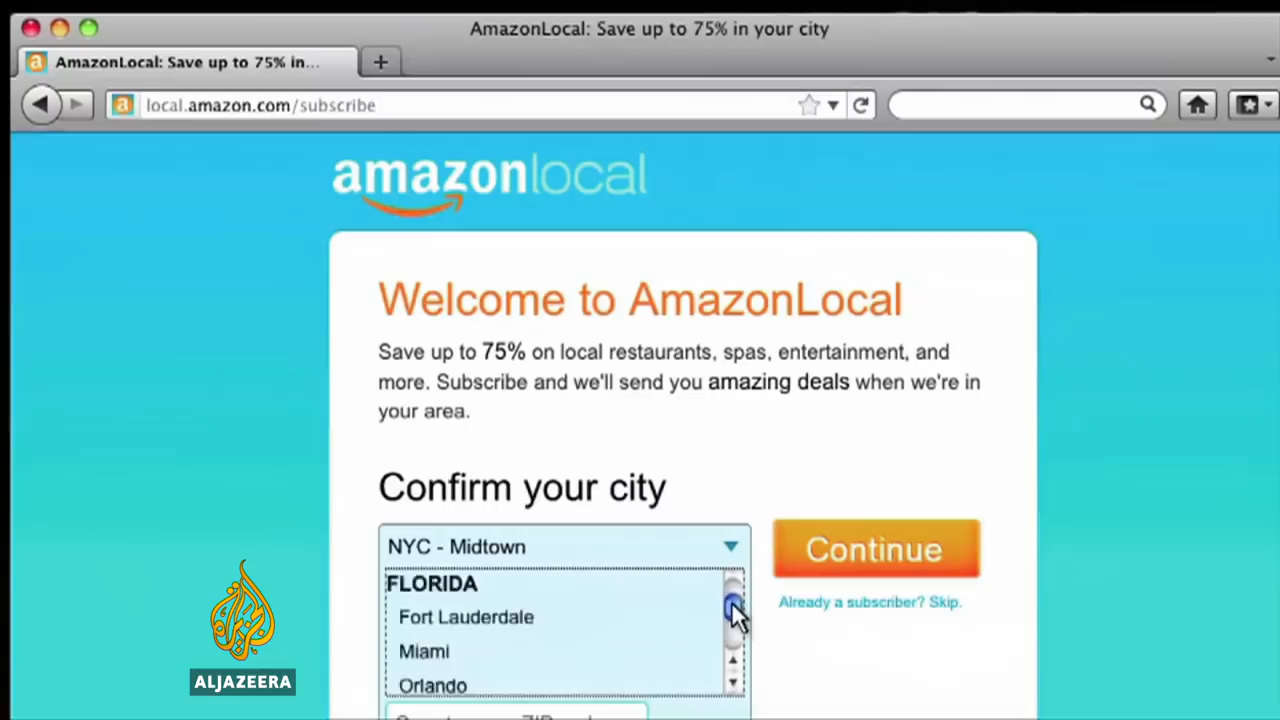 AmazonLocal: Save up to 75% in your city
AmazonLocal: Save up to 75% in...
local.amazon.com/subscribe
amazonlocal
Welcome to AmazonLocal
Save up to 75% on local restaurants, spas, entertainment, and
more. Subscribe and we'll send you amazing deals when we're in
your area.
Confirm your city
NYC - Midtown
Continue
FLORIDA
Already a subscriber? Skip.
Fort Lauderdale
Miami
Orlando
ALJAZEERA